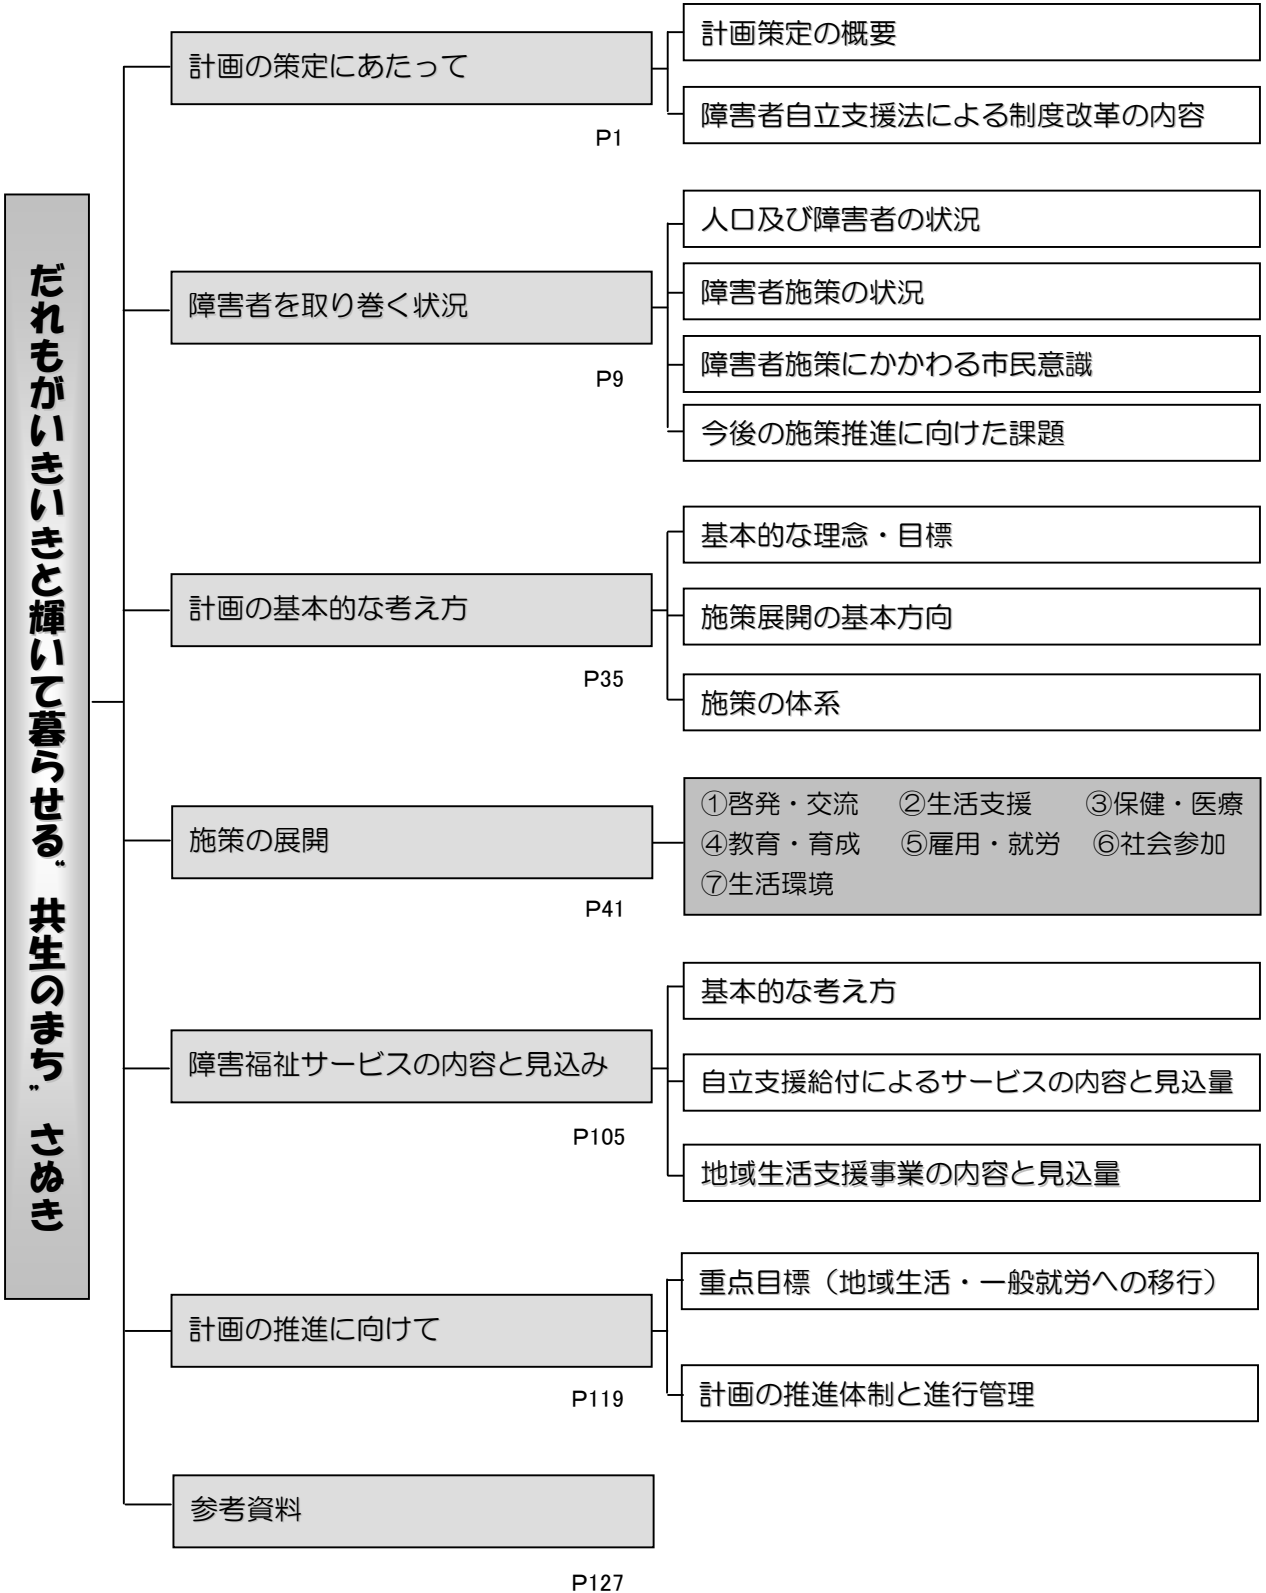 だれもがいきいきと輝いて暮らせる“共生のまち”さぬき
計画の策定にあたって
P1
計画策定の概要
障害者自立支援法による制度改革の内容
障害者を取り巻く状況
P9
人口及び障害者の状況
障害者施策の状況
障害者施策にかかわる市民意識
今後の施策推進に向けた課題
計画の基本的な考え方
P35
基本的な理念・目標
施策展開の基本方向
施策の体系
施策の展開
P41
①啓発・交流 ②生活支援 ③保健・医療
④教育・育成 ⑤雇用・就労 ⑥社会参加
⑦生活環境
障害福祉サービスの内容と見込み
P105
基本的な考え方
自立支援給付によるサービスの内容と見込量
地域生活支援事業の内容と見込量
計画の推進に向けて
P119
重点目標（地域生活・一般就労への移行）
計画の推進体制と進行管理
参考資料
P127